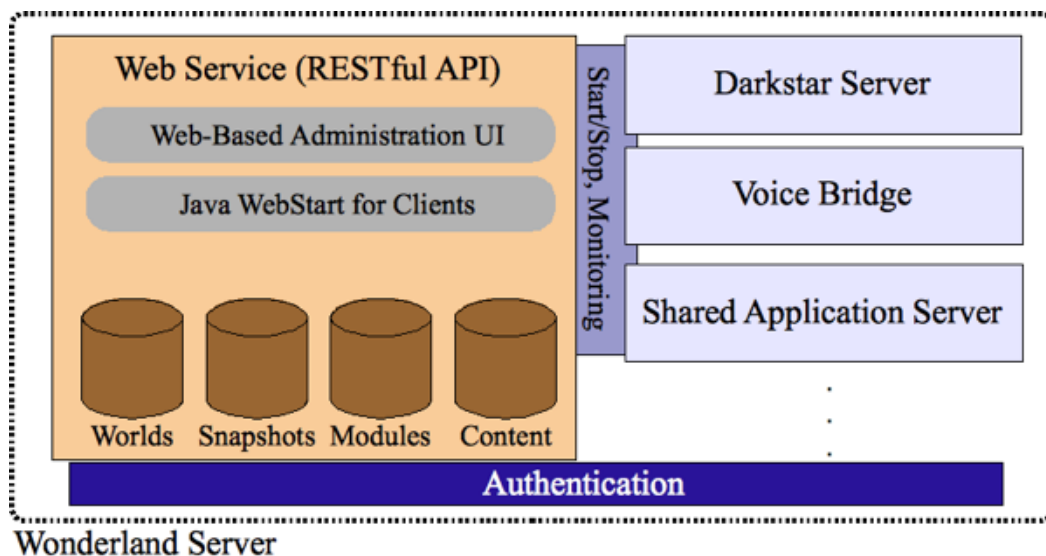 Web Service (RESTful API)
Web-Based Administration UI
Java WebStart for Clients
Worlds
Snapshots
Modules
Content
Start/Stop, Monitoring
Darkstar Server
Voice Bridge
Shared Application Server
Authentication
Wonderland Server